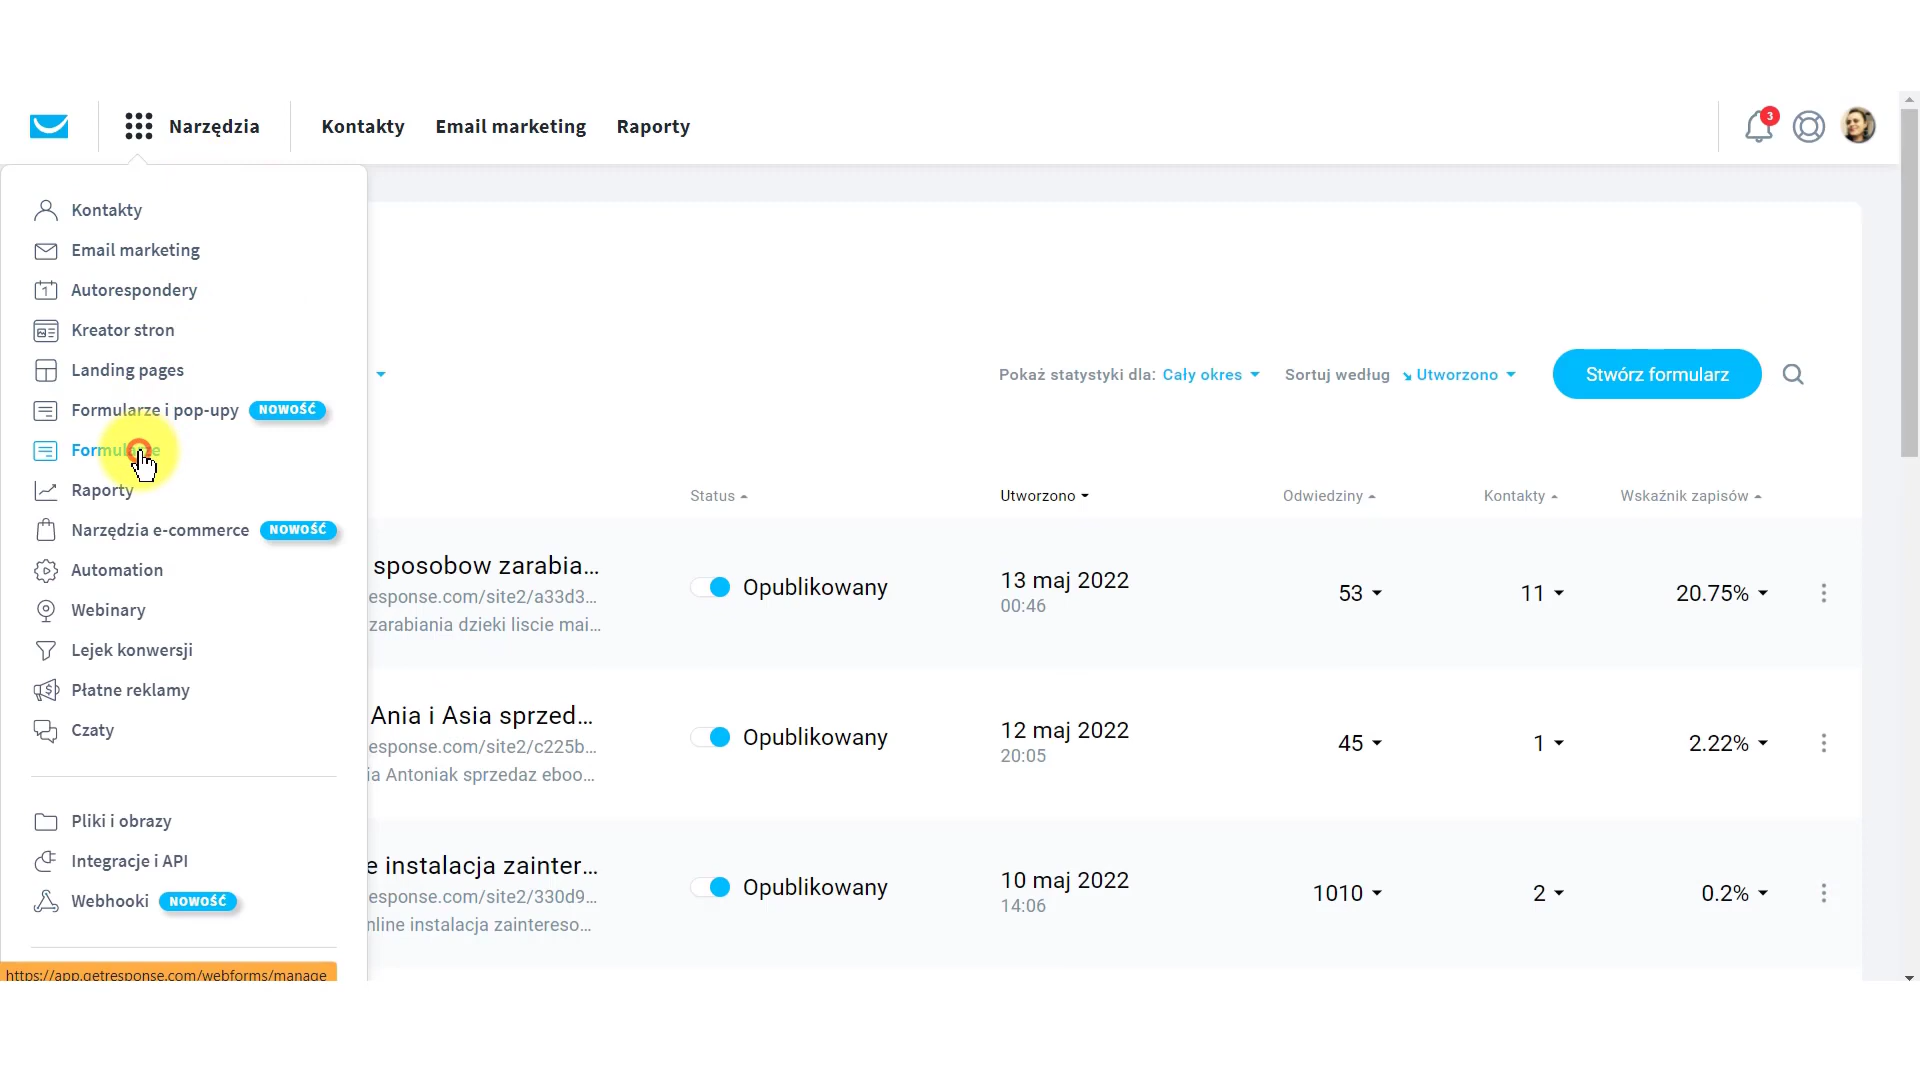 Narzędzia
Kontakty
Email marketing
Raporty
3
Kontakty
Email marketing
1
Autorespondery
Kreator stron
Landing pages
Formularze i pop-upy NOWOŚĆ
Formularze
Raporty
Narzędzia e-commerce NOWOŚĆ
Automation
Webinary
Lejek konwersji
Płatne reklamy
Czaty
Pliki i obrazy
Integracje i API
Webhooki NOWOŚĆ
https://app.getresponse.com/webforms/manage
Pokaż statystyki dla: Cały okres
Sortuj według Utworzono
Stwórz formularz
Status Utworzono Odwiedziny Kontakty Wskaźnik zapisów
sposobow zarabia...
esponse.com/site2/a33d3...
zarabiania dzieki liscie mai...
Opublikowany
13 maj 2022
00:46
53
11
20.75%
Ania i Asia sprzed...
esponse.com/site2/c225b...
ia Antoniak sprzedaz eboo...
Opublikowany
12 maj 2022
20:05
45
1
2.22%
e instalacja zainter...
esponse.com/site2/330d9...
nline instalacja zaintereso...
Opublikowany
10 maj 2022
14:06
1010
2
0.2%